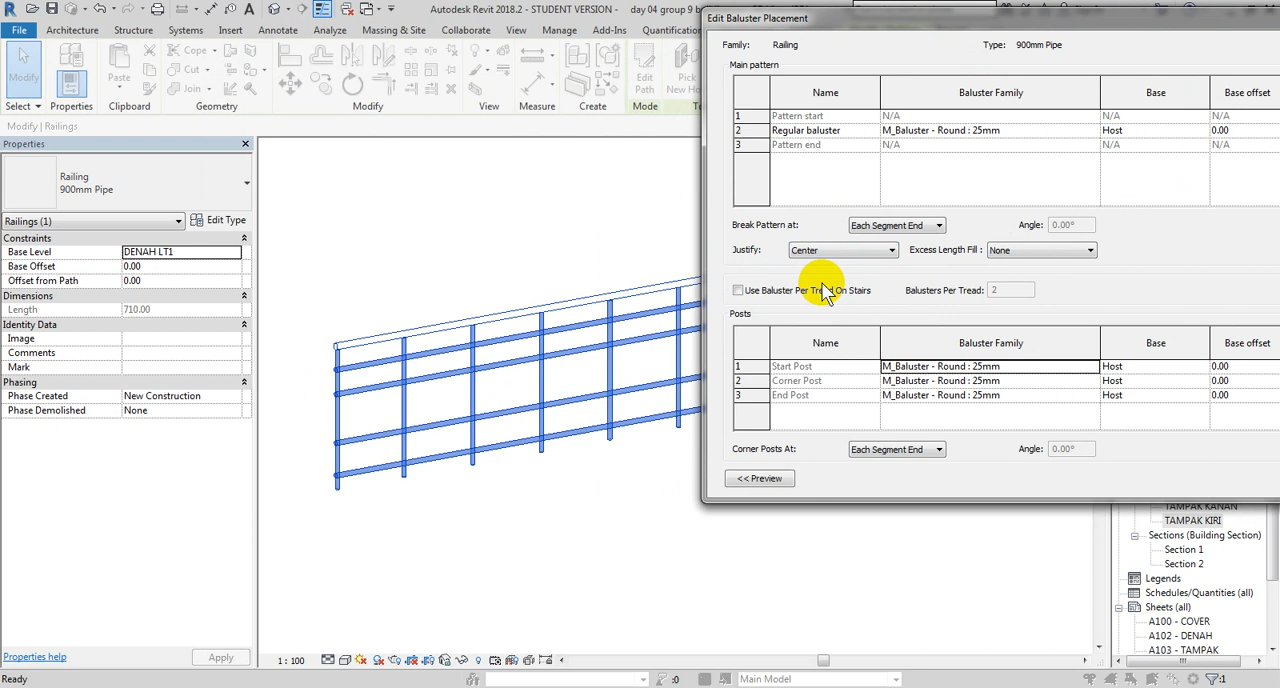 Autodesk Revit 2018.2 - STUDENT VERSION - day 04 group 9 b
File Architecture Structure Systems Insert Annotate Analyze Massing & Site Collaborate View Manage Add-Ins Quantification
Modify
Paste
Cope
Cut
Join
Edit Path
Pick New Ho
Select Properties Clipboard Geometry Modify View Measure Create Mode
Modify | Railings
Properties
Railing
900mm Pipe
Railings (1) Edit Type
Constraints
Base Level DENAH LT1
Base Offset 0.00
Offset from Path 0.00
Dimensions
Length 710.00
Identity Data
Image
Comments
Mark
Phasing
Phase Created New Construction
Phase Demolished None
Properties help Apply
Edit Baluster Placement
Family: Railing Type: 900mm Pipe
Main pattern
Name Baluster Family Base Base offset
1 Pattern start N/A N/A N/A
2 Regular baluster M_Baluster - Round : 25mm Host 0.00
3 Pattern end N/A N/A N/A
Break Pattern at: Each Segment End Angle: 0.00°
Justify: Center Excess Length Fill : None
Use Baluster Per Tread On Stairs Balusters Per Tread: 2
Posts
Name Baluster Family Base Base offset
1 Start Post M_Baluster - Round : 25mm Host 0.00
2 Corner Post M_Baluster - Round : 25mm Host 0.00
3 End Post M_Baluster - Round : 25mm Host 0.00
Corner Posts At: Each Segment End Angle: 0.00°
<< Preview
TAMPAK KANAN
TAMPAK KIRI
Sections (Building Section)
Section 1
Section 2
Legends
Schedules/Quantities (all)
Sheets (all)
A100 - COVER
A102 - DENAH
A103 - TAMPAK
1 : 100
Ready :0 Main Model :1